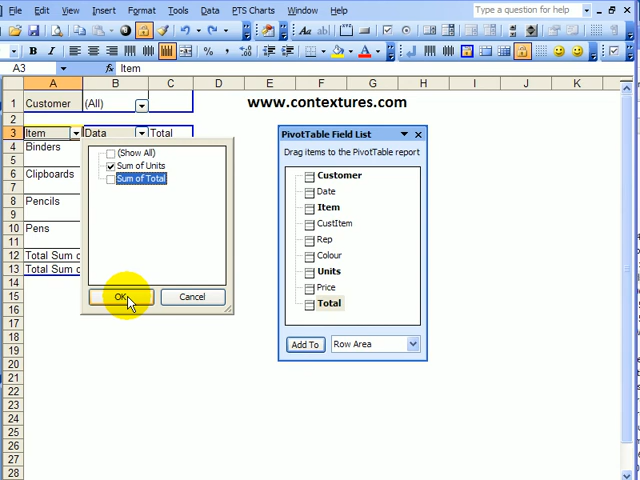 File Edit View Insert Format Tools Data PTS Charts Window Help Type a question for help
B I U $ % ,
A3 fx Item
A B C D E F G H I J K
1 Customer (All) www.contextures.com
2
3 Item Data Total
4 Binders
5
6 Clipboards
7
8 Pencils
9
10 Pens
11
12 Total Sum o
13 Total Sum o
14
15
16
17
18
19
20
21
22
23
24
25
26
27
28
(Show All)
Sum of Units
Sum of Total
OK Cancel
PivotTable Field List
Drag items to the PivotTable report
Customer
Date
Item
CustItem
Rep
Colour
Units
Price
Total
Add To Row Area